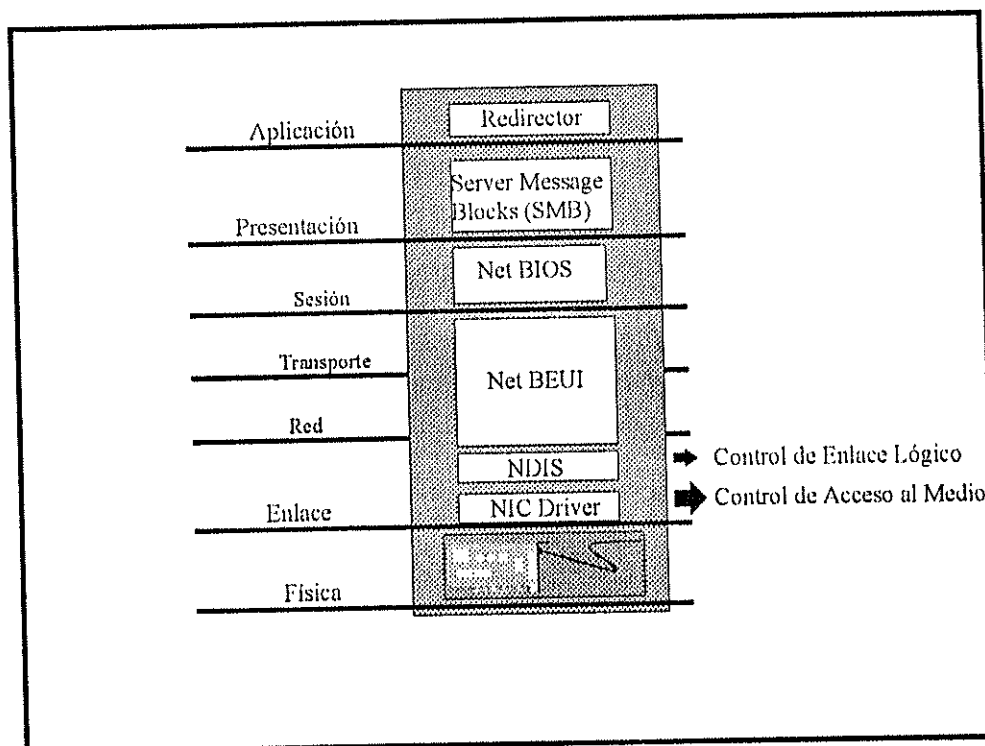 Redirector
Aplicación
Server Message
Blocks (SMB)
Presentación
Net BIOS
Sesión
Transporte
Net BEUI
Red
NDIS
Control de Enlace Lógico
NIC Driver
Control de Acceso al Medio
Enlace
Física